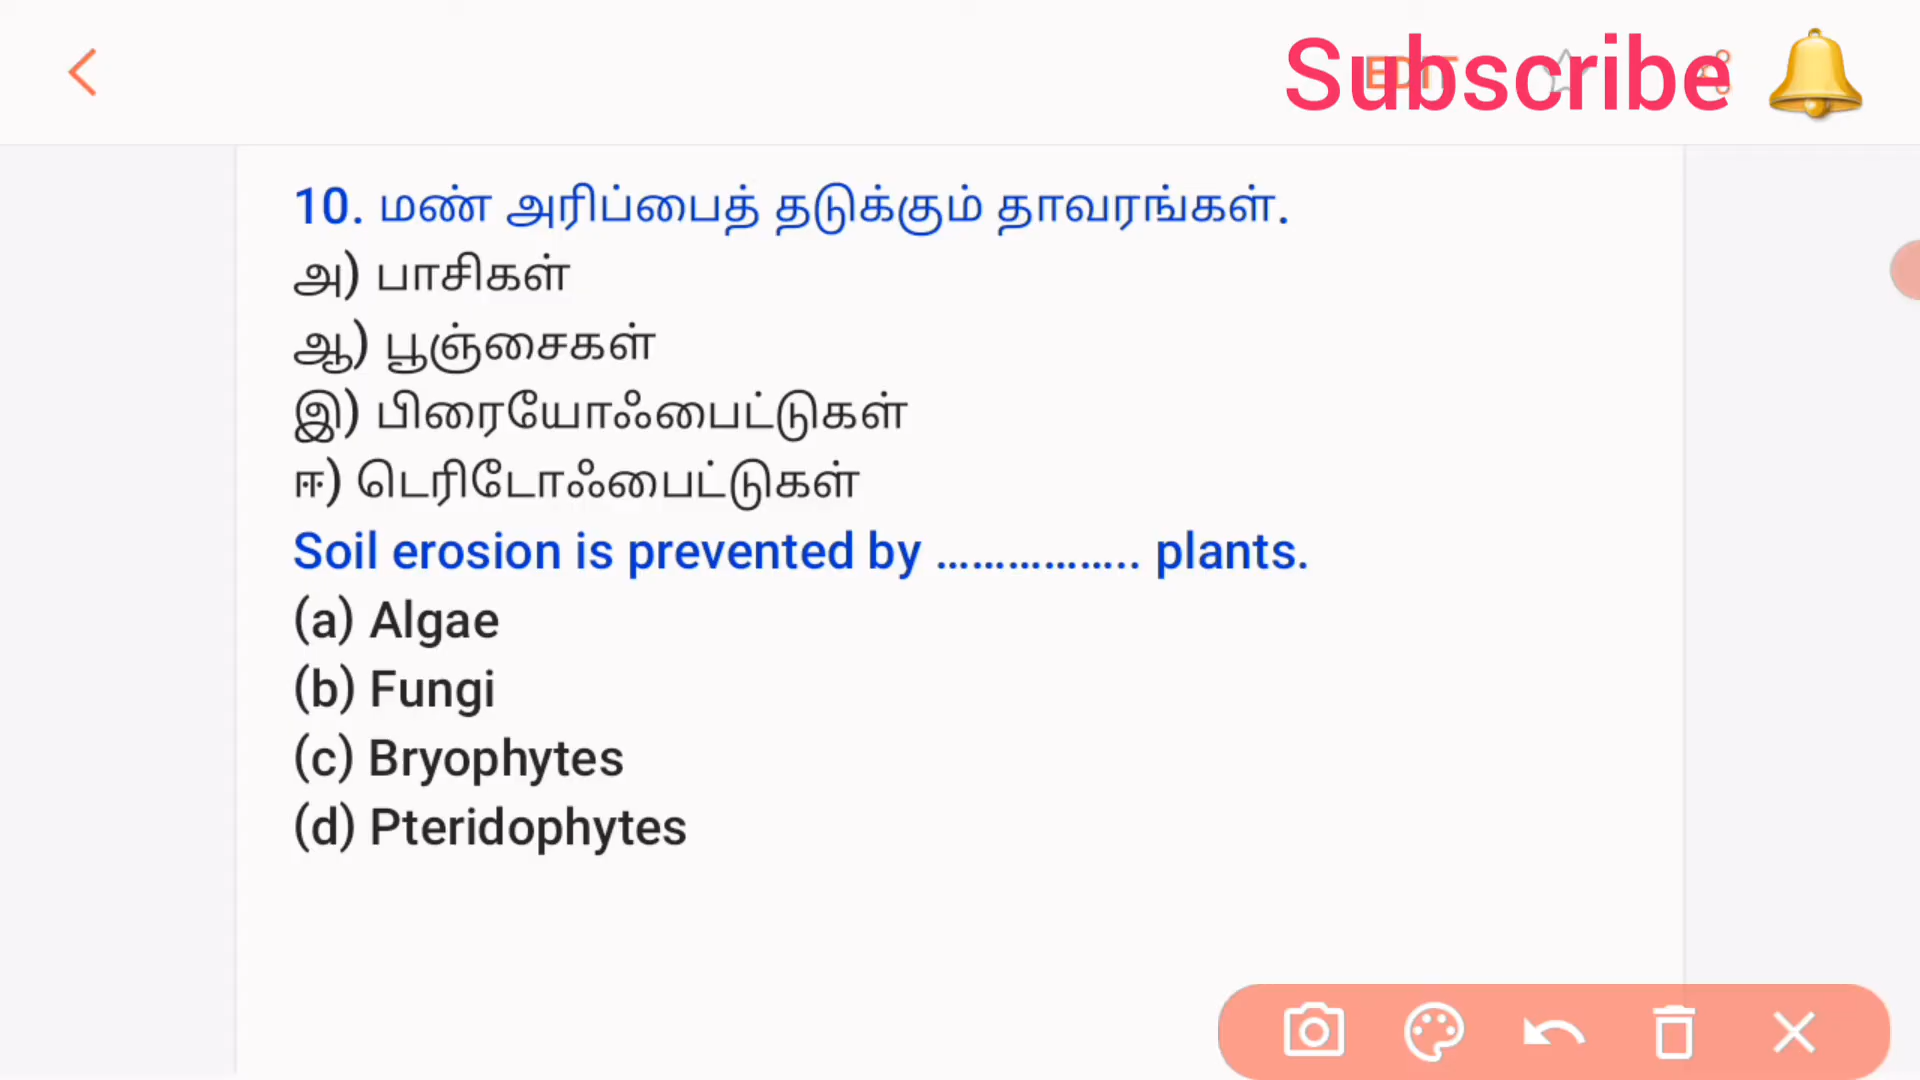 Subscribe 🔔
EDIT
10. மண் அரிப்பைத் தடுக்கும் தாவரங்கள்.
அ) பாசிகள்
ஆ) பூஞ்சைகள்
இ) பிரையோஃபைட்டுகள்
ஈ) டெரிடோஃபைட்டுகள்
Soil erosion is prevented by …………….. plants.
(a) Algae
(b) Fungi
(c) Bryophytes
(d) Pteridophytes